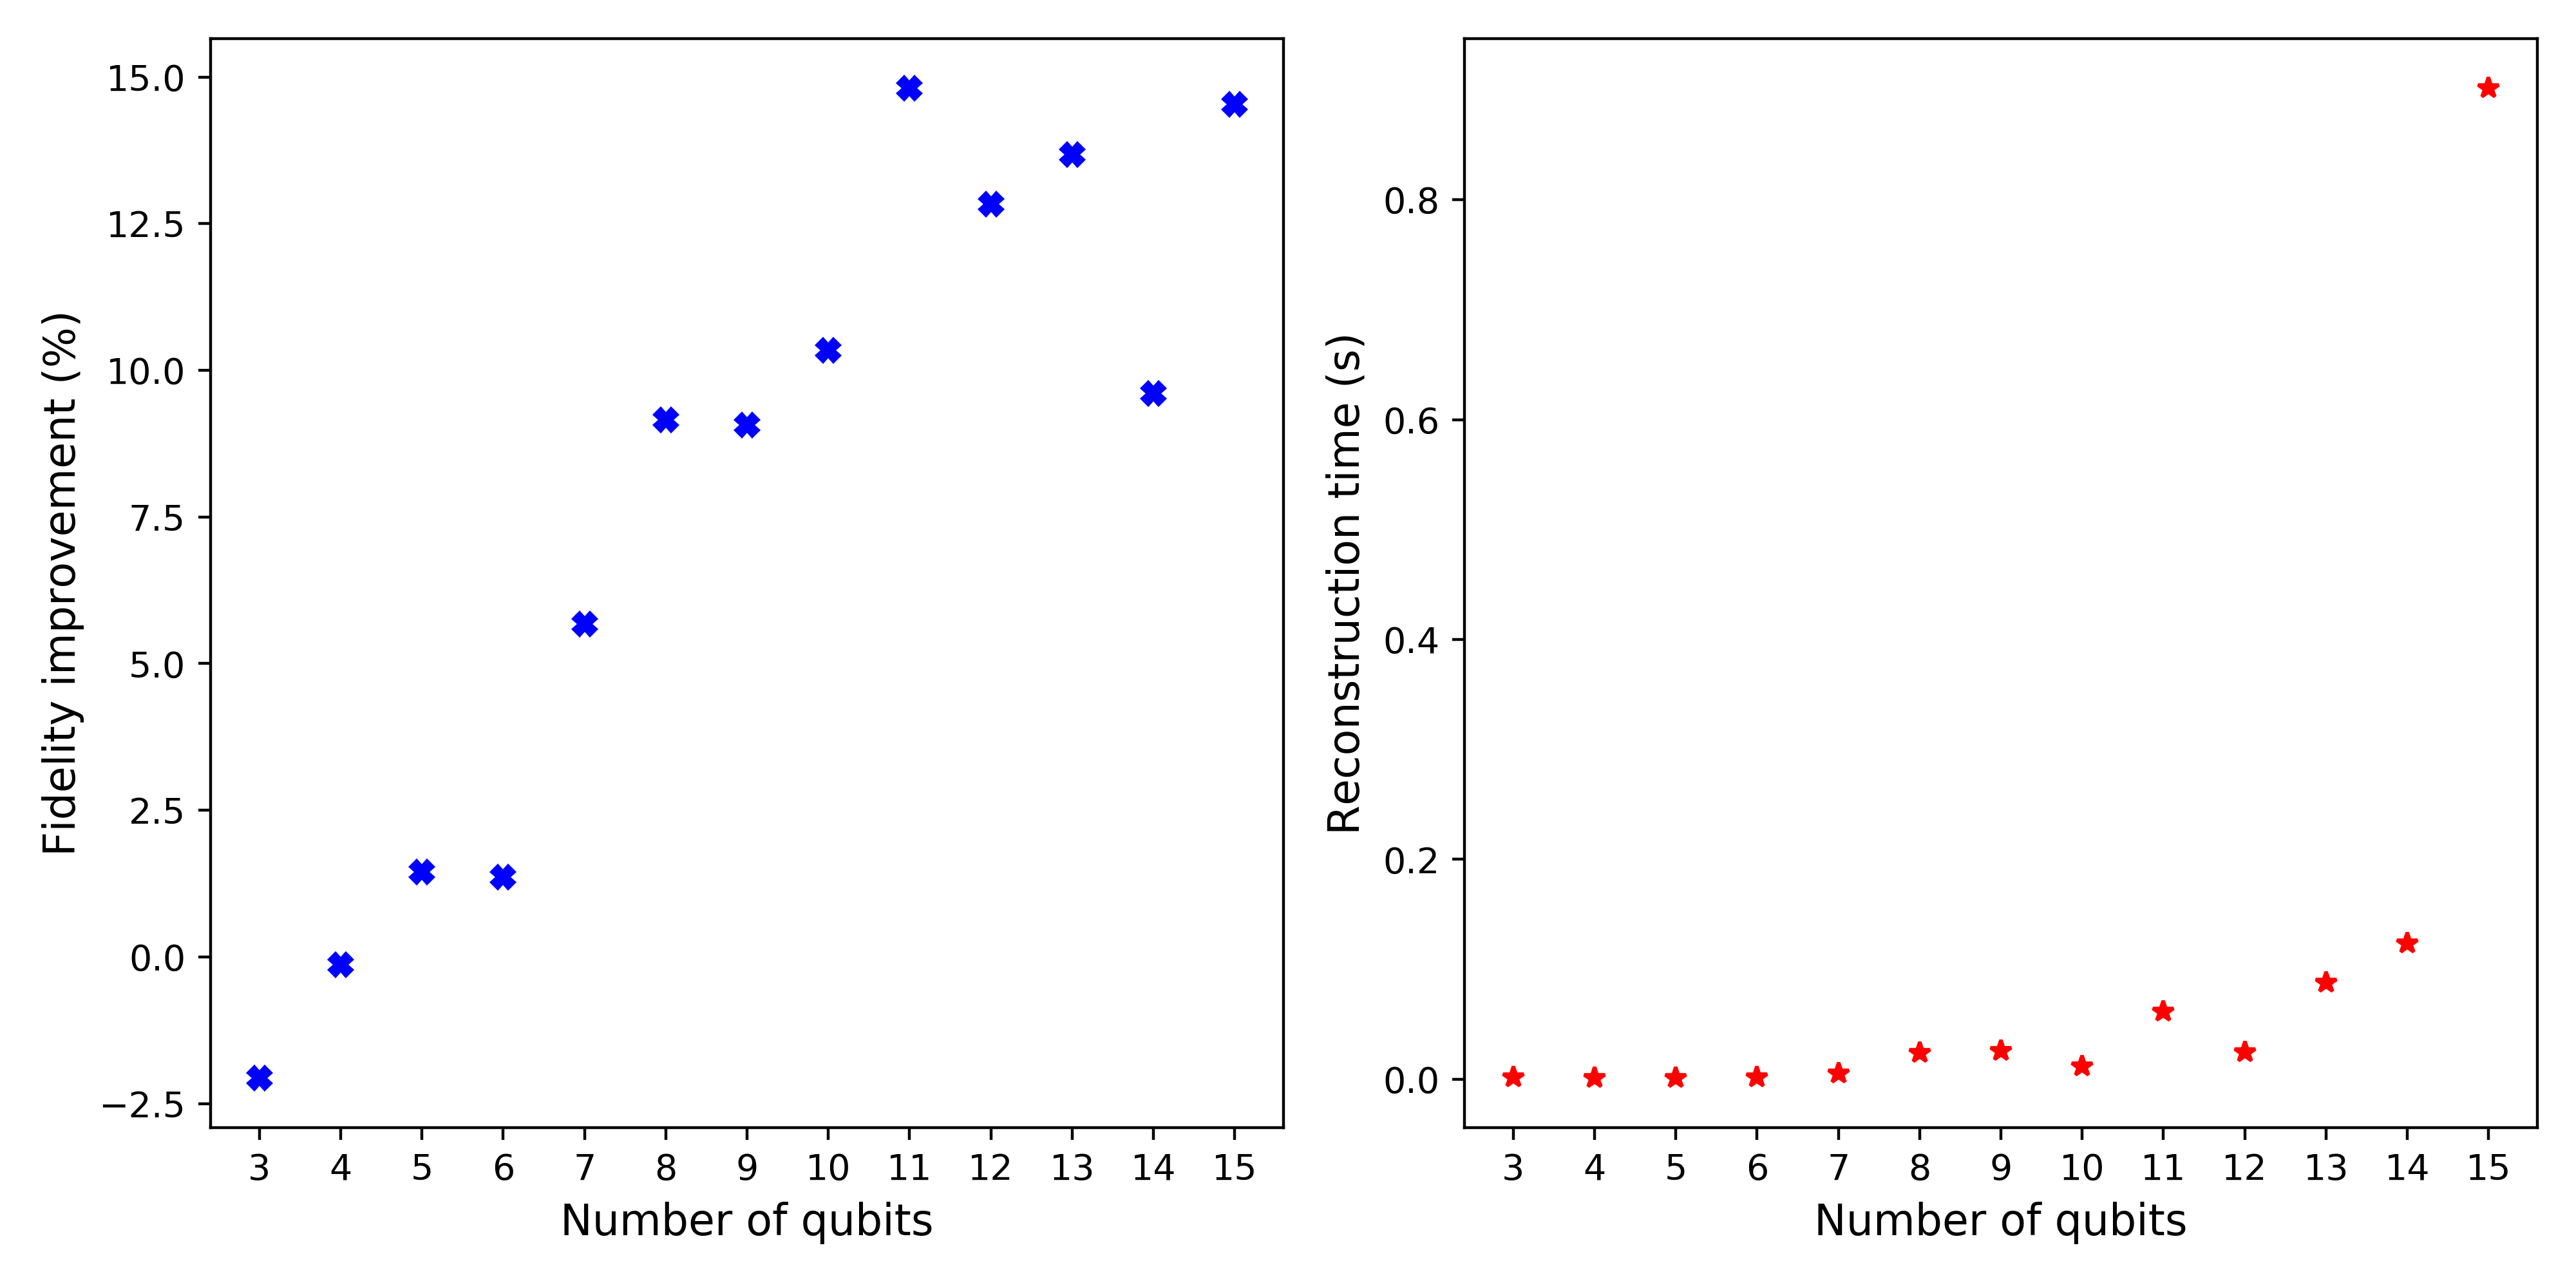 Fidelity improvement (%)
15.0
12.5
10.0
7.5
5.0
2.5
0.0
−2.5
3 4 5 6 7 8 9 10 11 12 13 14 15
Number of qubits
Reconstruction time (s)
0.8
0.6
0.4
0.2
0.0
3 4 5 6 7 8 9 10 11 12 13 14 15
Number of qubits